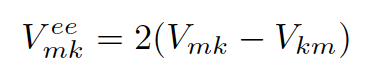 V_{mk}^{ee} = 2(V_{mk} − V_{km})